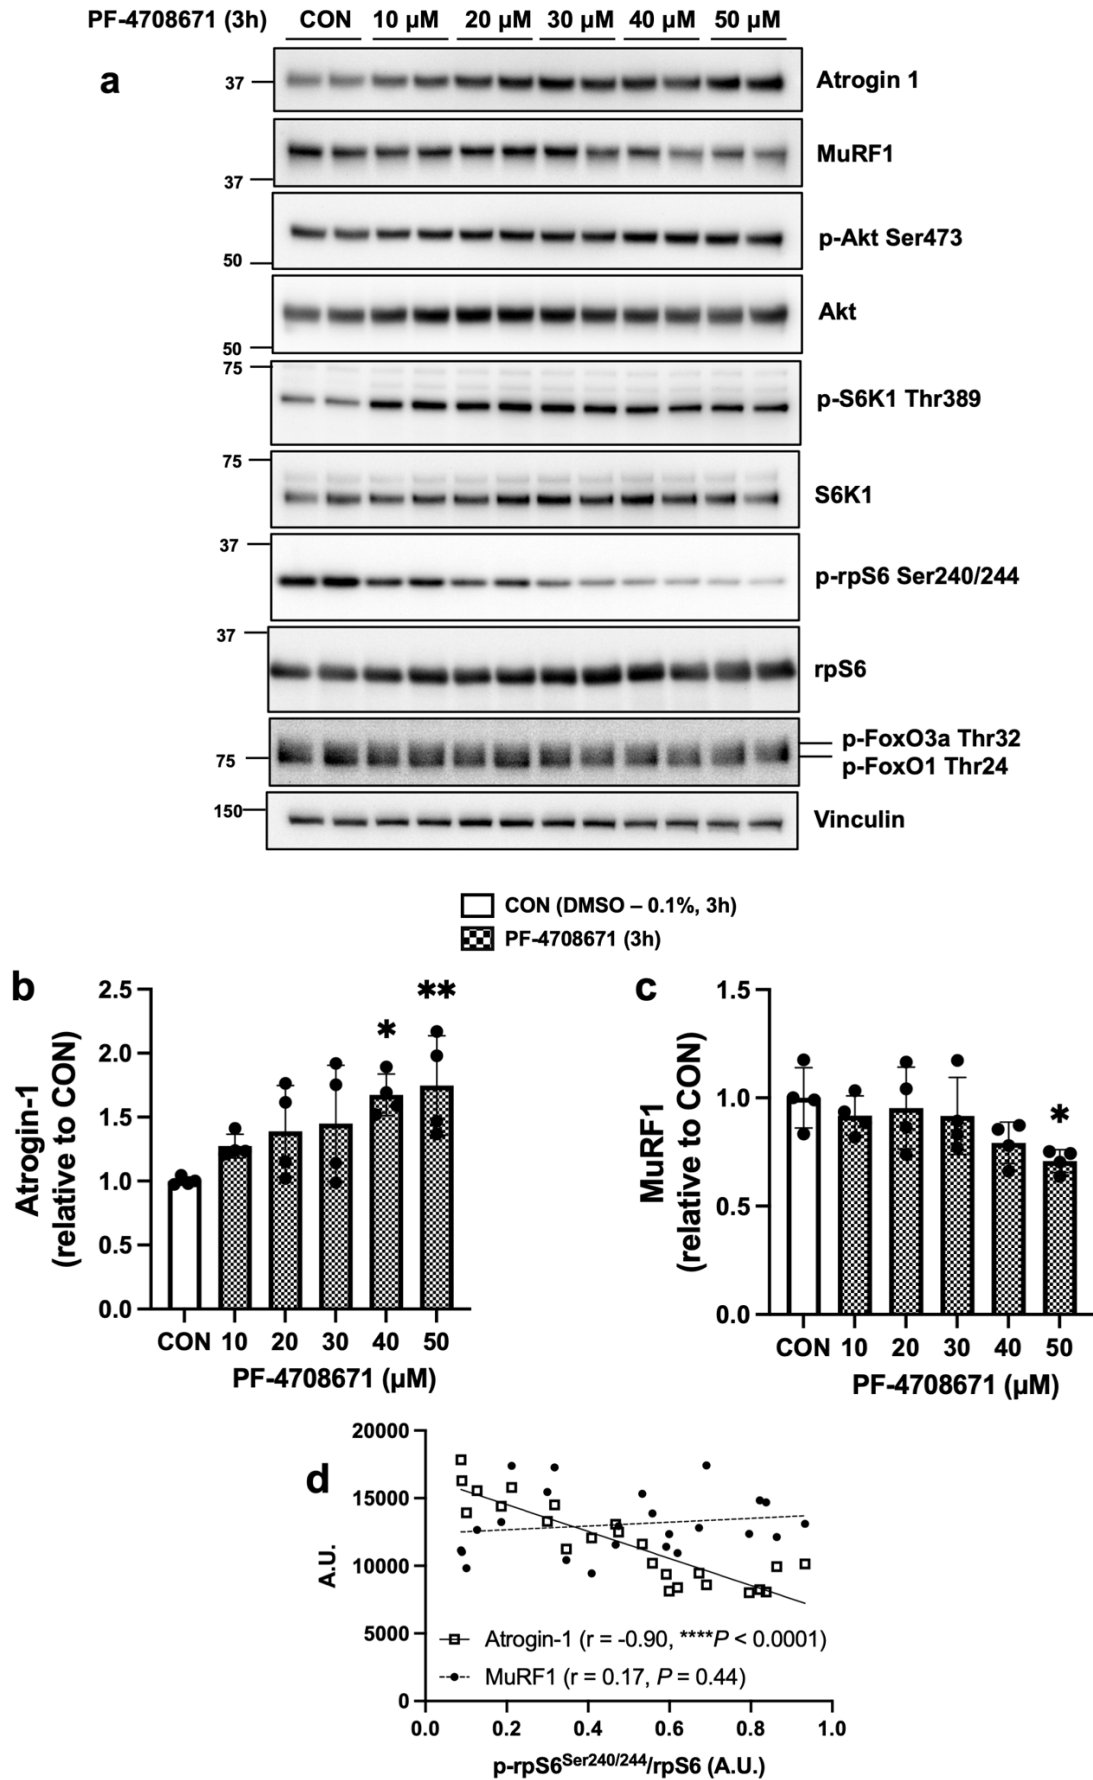 PF-4708671 (3h) CON 10 µM 20 µM 30 µM 40 µM 50 µM
a
37 Atrogin 1
MuRF1
37
p-Akt Ser473
50
Akt
50
75
p-S6K1 Thr389
75
S6K1
37
p-rpS6 Ser240/244
37
rpS6
p-FoxO3a Thr32
75 p-FoxO1 Thr24
150
Vinculin
CON (DMSO – 0.1%, 3h)
PF-4708671 (3h)
b
Atrogin-1
(relative to CON)
2.5
2.0
1.5
1.0
0.5
0.0
* **
CON 10 20 30 40 50
PF-4708671 (µM)
c
MuRF1
(relative to CON)
1.5
1.0
0.5
0.0
*
CON 10 20 30 40 50
PF-4708671 (µM)
d
A.U.
20000
15000
10000
5000
0
Atrogin-1 (r = -0.90, ****P < 0.0001)
MuRF1 (r = 0.17, P = 0.44)
0.0 0.2 0.4 0.6 0.8 1.0
p-rpS6Ser240/244/rpS6 (A.U.)